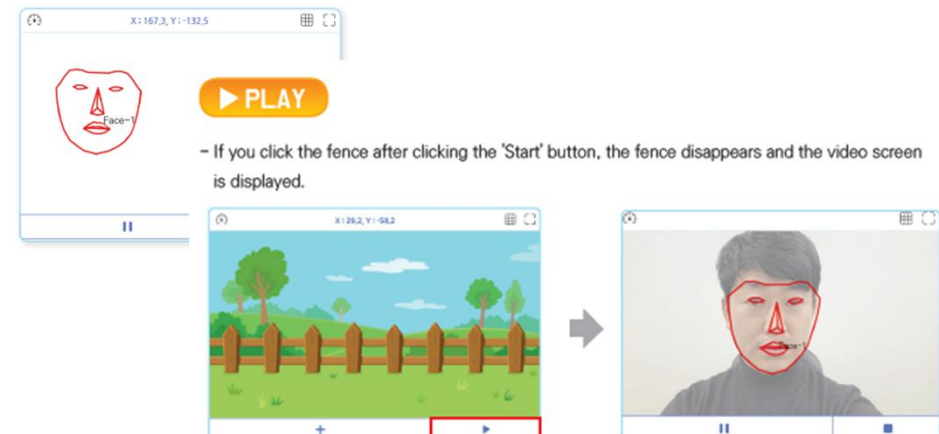 X : 167.3, Y : -132.5
Face-1
PLAY
- If you click the fence after clicking the 'Start' button, the fence disappears and the video screen
is displayed.
X : 29.2, Y : -58.2
Face-1